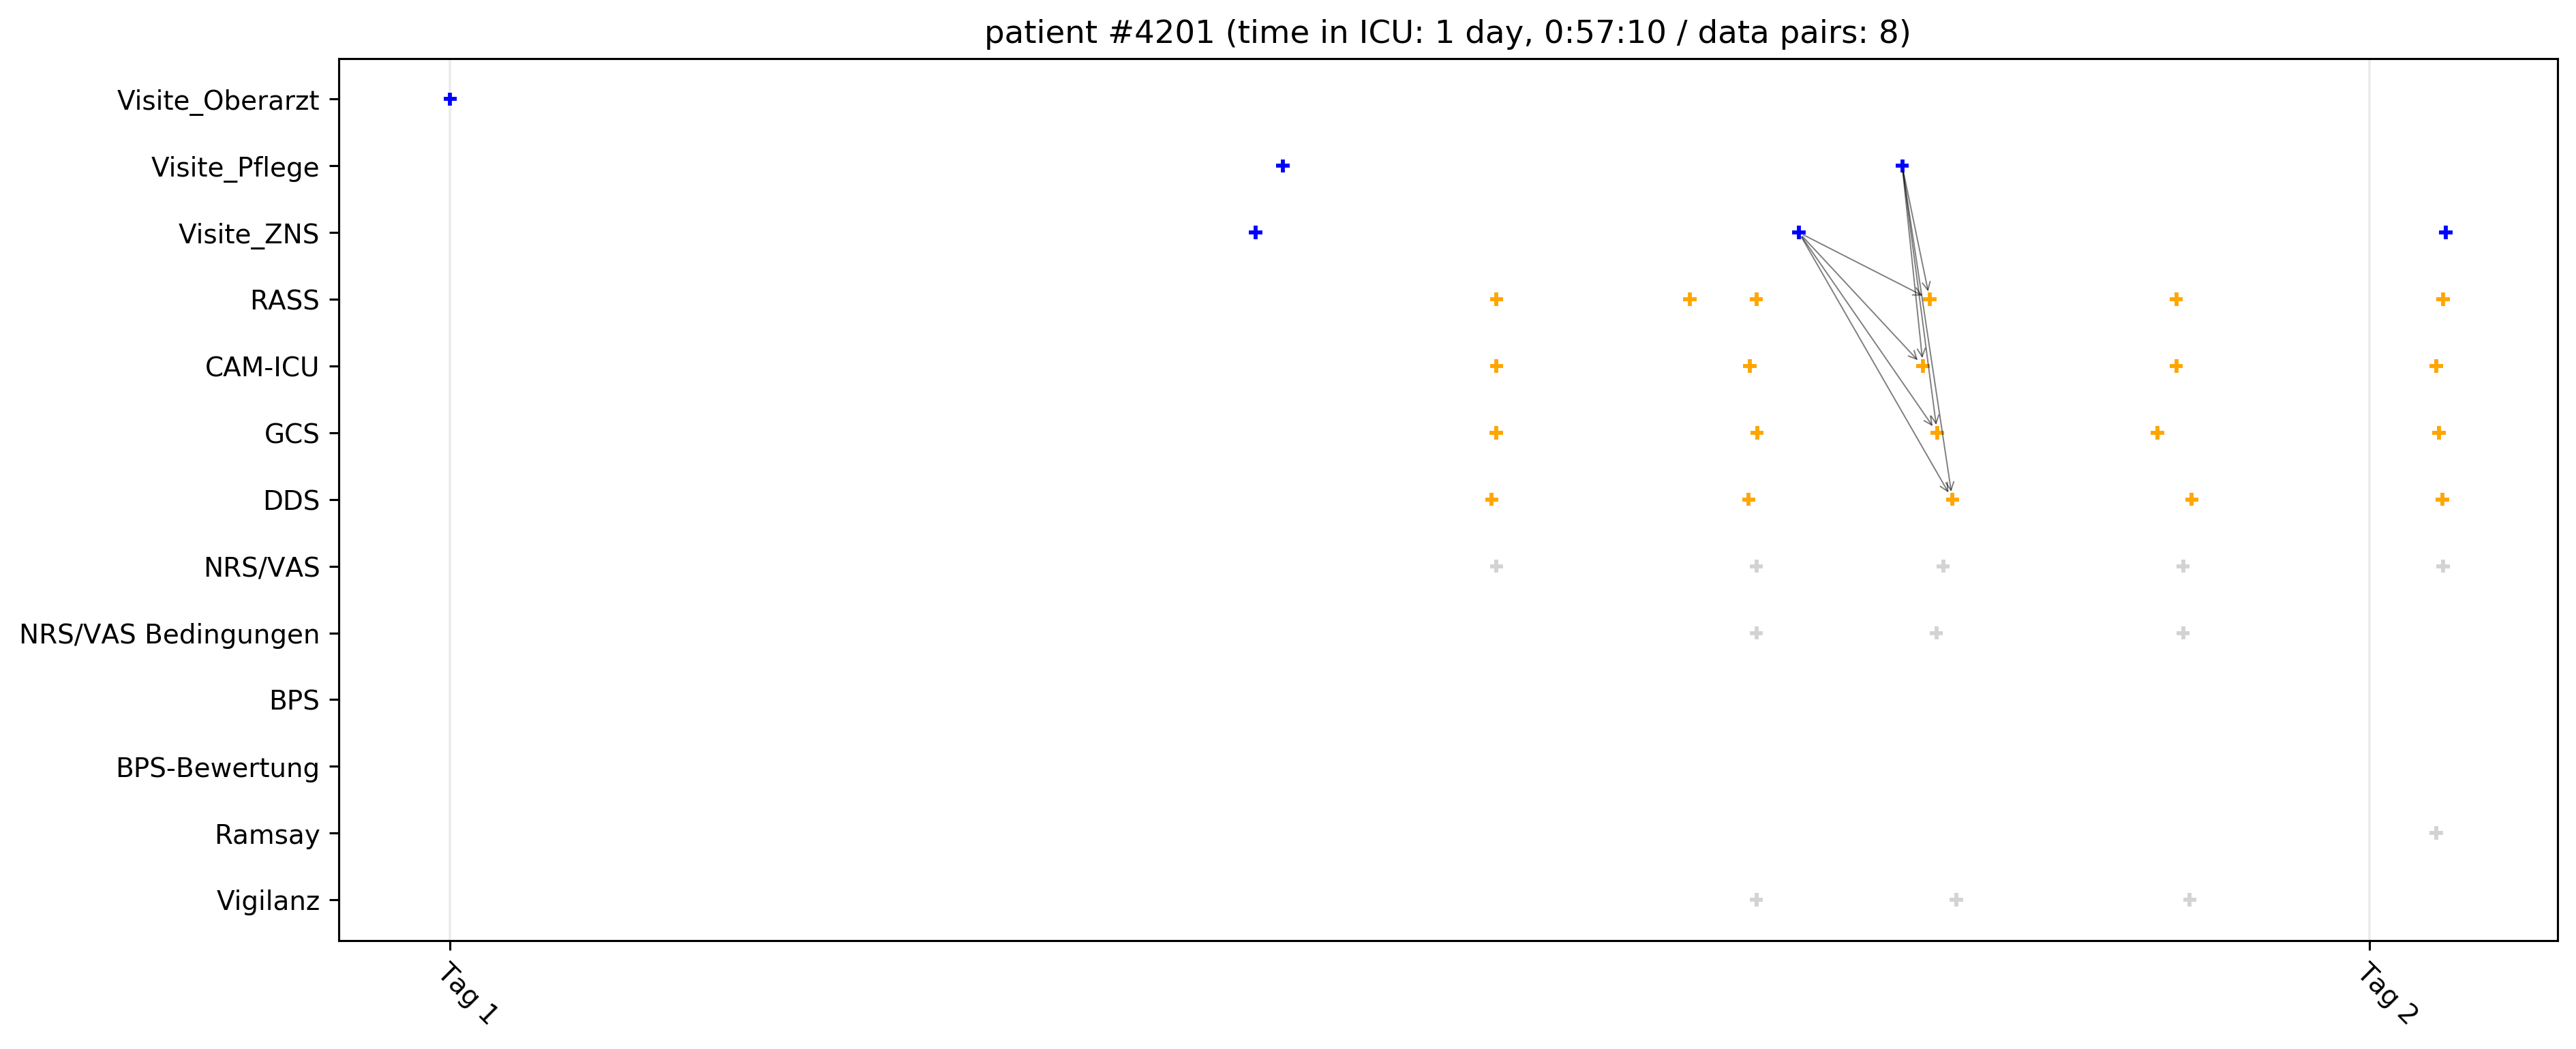 patient #4201 (time in ICU: 1 day, 0:57:10 / data pairs: 8)
Visite_Oberarzt
Visite_Pflege
Visite_ZNS
RASS
CAM-ICU
GCS
DDS
NRS/VAS
NRS/VAS Bedingungen
BPS
BPS-Bewertung
Ramsay
Vigilanz
Tag 1
Tag 2